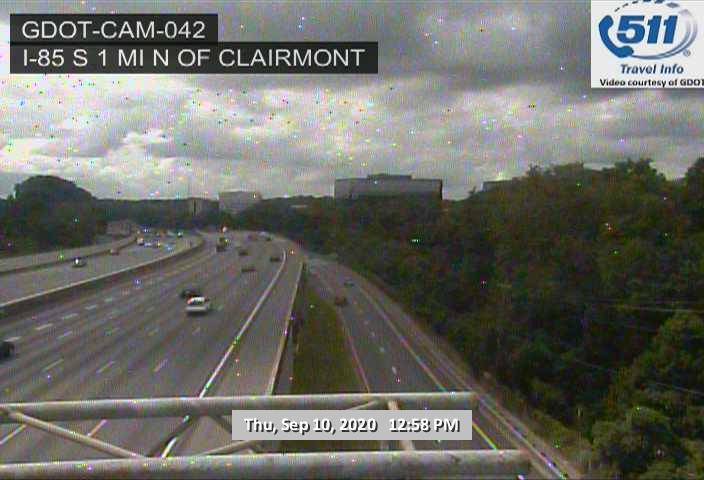 GDOT-CAM-042
I-85 S 1 MI N OF CLAIRMONT
511
®
Travel Info
Video courtesy of GDOT
Thu, Sep 10, 2020 12:58 PM